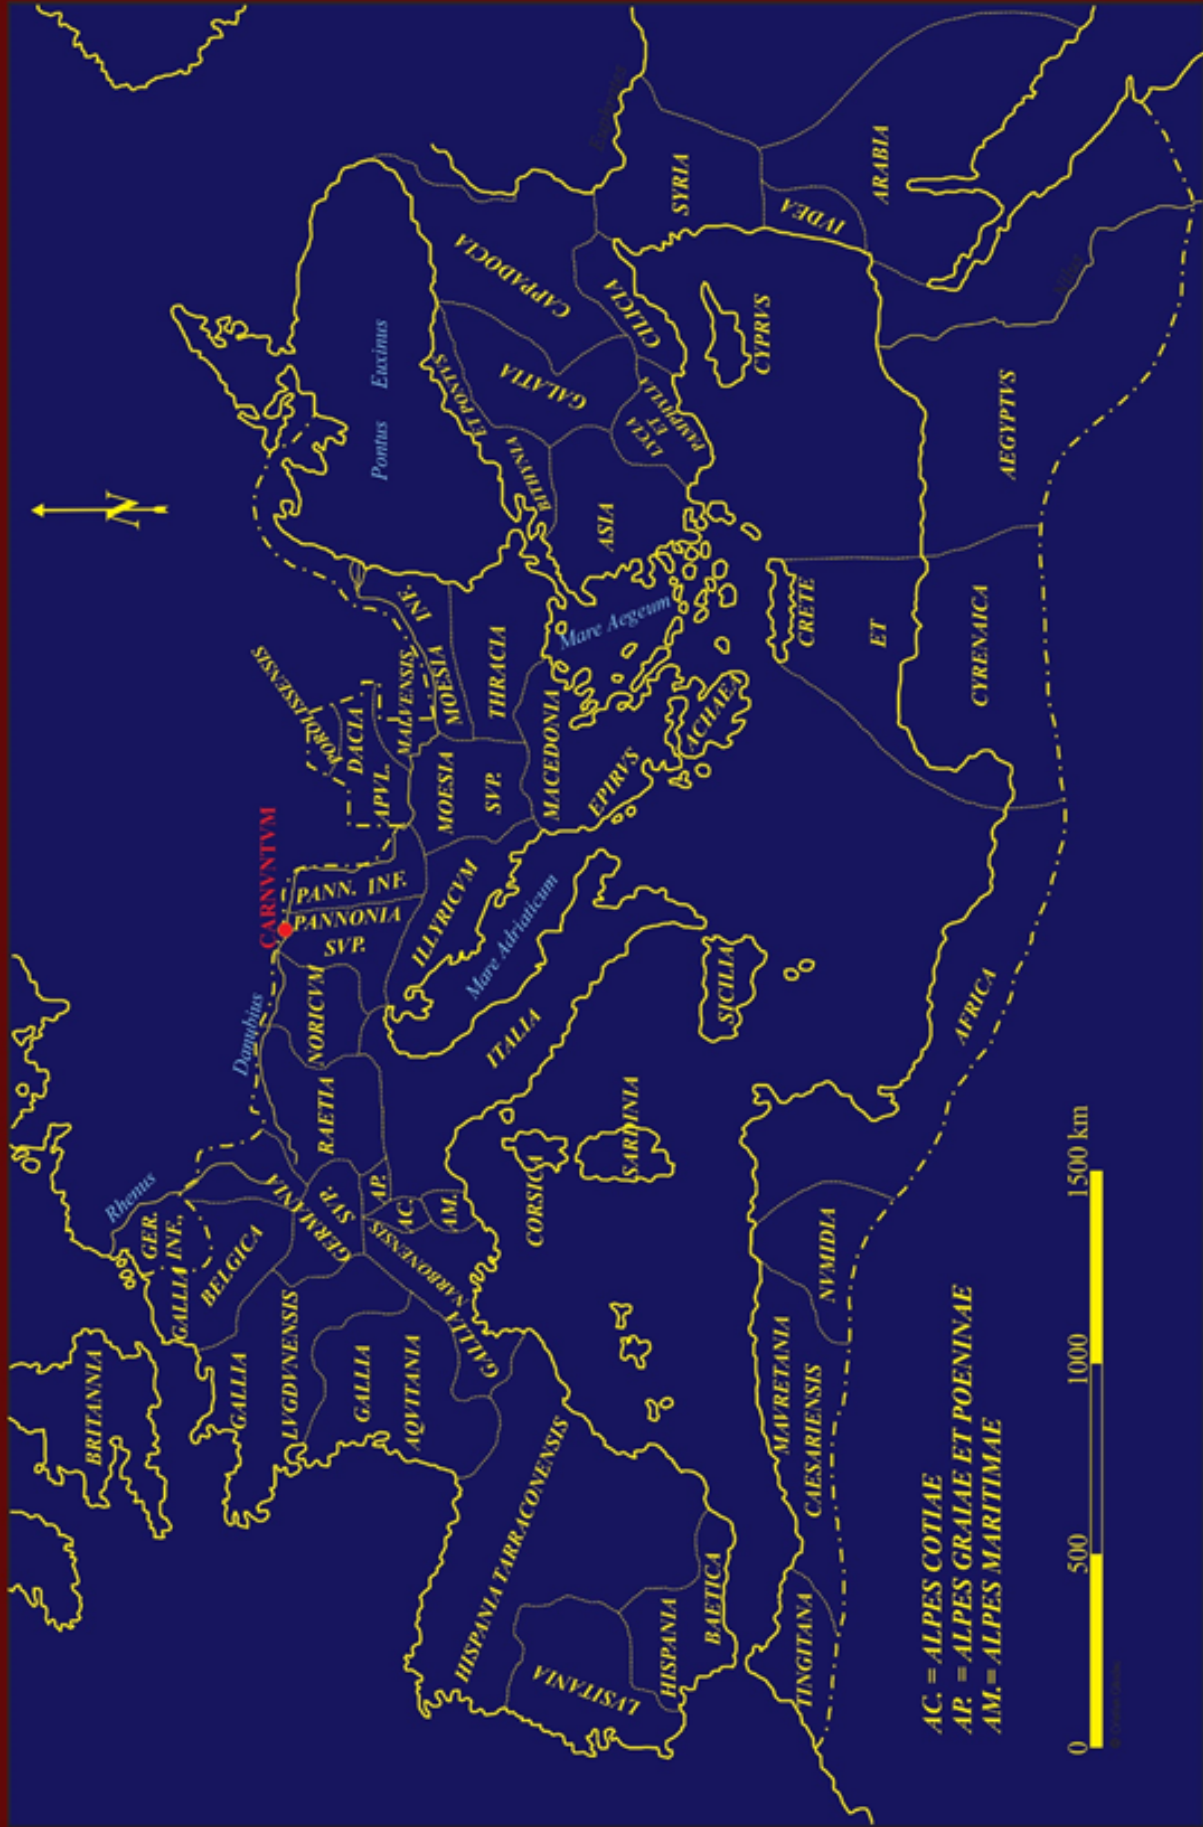 BRITANNIA
GALLIA
LVGDVNENSIS
GALLIA
AQVITANIA
GALLIA NARBONENSIS
GALLIA
BELGICA
GER.
INF.
GERMANIA
SVP.
Rhenus
AP.
AC.
AM.
RAETIA
NORICVM
Danubius
CARNVNTVM
PANNONIA
SVP.
PANN. INF.
ILLYRICVM
Mare Adriaticum
ITALIA
CORSICA
SARDINIA
SICILIA
HISPANIA TARRACONENSIS
LVSITANIA
HISPANIA
BAETICA
TINGITANA
MAVRETANIA
CAESARIENSIS
NVMIDIA
AFRICA
POROLISSENSIS
DACIA
APVL.
MALVENSIS
MOESIA
SVP.
MOESIA
INF.
THRACIA
MACEDONIA
EPIRVS
ACHAEA
Mare Aegeum
Pontus Euxinus
BITHYNIA
ET PONTVS
ASIA
GALATIA
CAPPADOCIA
LYCIA
ET
PAMPHYLIA
CILICIA
CYPRVS
SYRIA
IVDEA
ARABIA
CRETE
ET
CYRENAICA
AEGYPTVS
Nilus
N
AC. = ALPES COTIAE
AP. = ALPES GRAIAE ET POENINAE
AM.= ALPES MARITIMAE
0 500 1000 1500 km